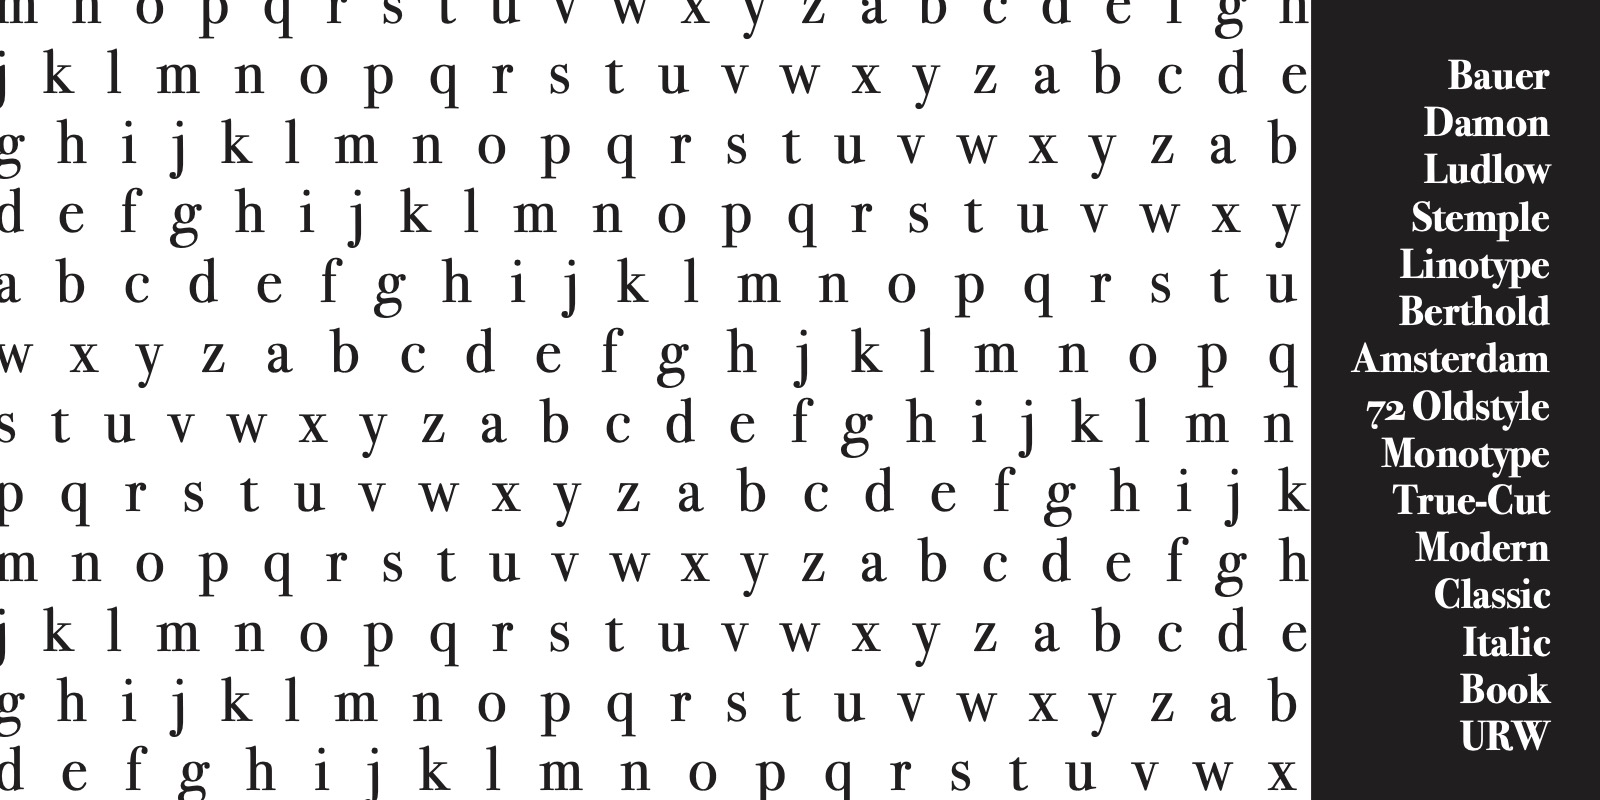 m n o p q r s t u v w x y z a b c d e f g h
j k l m n o p q r s t u v w x y z a b c d e
g h i j k l m n o p q r s t u v w x y z a b
d e f g h i j k l m n o p q r s t u v w x y
a b c d e f g h i j k l m n o p q r s t u
w x y z a b c d e f g h j k l m n o p q
s t u v w x y z a b c d e f g h i j k l m n
p q r s t u v w x y z a b c d e f g h i j k
m n o p q r s t u v w x y z a b c d e f g h
j k l m n o p q r s t u v w x y z a b c d e
g h i j k l m n o p q r s t u v w x y z a b
d e f g h i j k l m n o p q r s t u v w x
Bauer
Damon
Ludlow
Stemple
Linotype
Berthold
Amsterdam
72 Oldstyle
Monotype
True-Cut
Modern
Classic
Italic
Book
URW